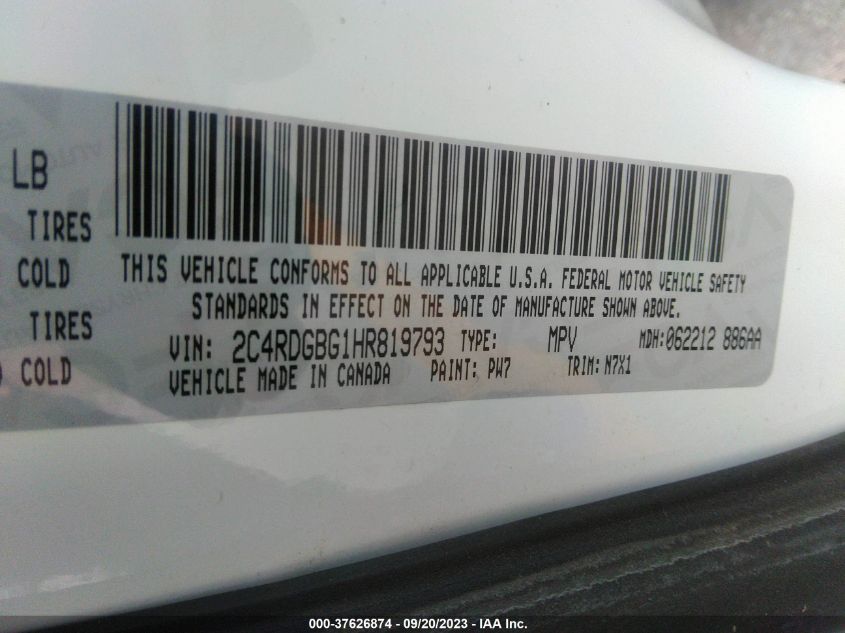 LB
TIRES
COLD
THIS VEHICLE CONFORMS TO ALL APPLICABLE U.S.A. FEDERAL MOTOR VEHICLE SAFETY
STANDARDS IN EFFECT ON THE DATE OF MANUFACTURE SHOWN ABOVE.
TIRES
COLD
VIN: 2C4RDGBG1HR819793 TYPE: MPV MDH: 062212 886AA
VEHICLE MADE IN CANADA PAINT: PW7 TRIM: N7X1
000-37626874 - 09/20/2023 - IAA Inc.